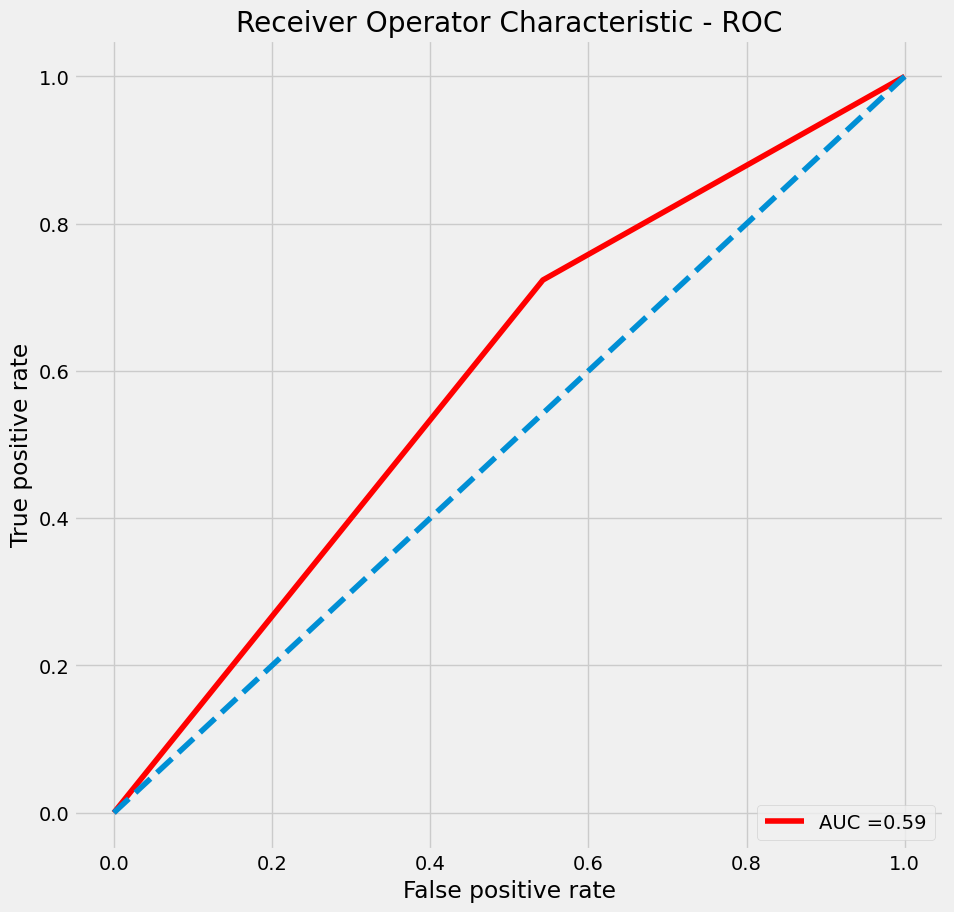 Receiver Operator Characteristic - ROC
1.0
0.8
0.6
0.4
0.2
0.0
True positive rate
AUC =0.59
0.0 0.2 0.4 0.6 0.8 1.0
False positive rate